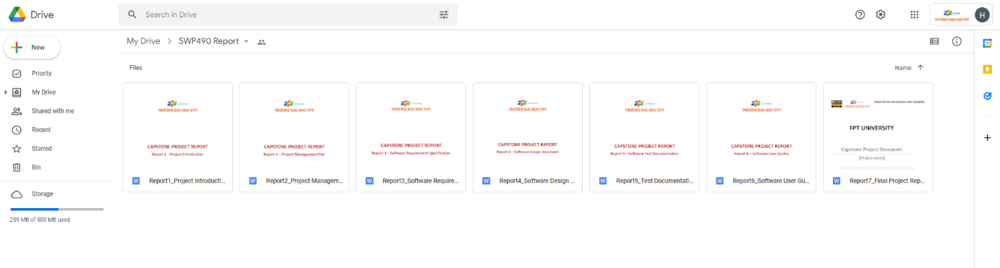 Drive
Search in Drive
H
New
My Drive
SWP490 Report
Priority
My Drive
Shared with me
Recent
Starred
Bin
Storage
259 MB of 500 MB used
Files
Name
TRƯỜNG ĐẠI HỌC FPT
CAPSTONE PROJECT REPORT
Report 1 – Project Introduction
Report1_Project Introducti...
TRƯỜNG ĐẠI HỌC FPT
CAPSTONE PROJECT REPORT
Report 2 – Project Management Plan
Report2_Project Managem...
TRƯỜNG ĐẠI HỌC FPT
CAPSTONE PROJECT REPORT
Report 3 – Software Requirement Specification
Report3_Software Require...
TRƯỜNG ĐẠI HỌC FPT
CAPSTONE PROJECT REPORT
Report 4 – Software Design Document
Report4_Software Design ...
TRƯỜNG ĐẠI HỌC FPT
CAPSTONE PROJECT REPORT
Report 5 – Software Test Documentation
Report5_Test Documentati...
TRƯỜNG ĐẠI HỌC FPT
CAPSTONE PROJECT REPORT
Report 6 – Software User Guides
Report6_Software User Gu...
MINISTRY OF EDUCATION AND TRAINING
FPT UNIVERSITY
Capstone Project Document
[Project name]
Report7_Final Project Rep...